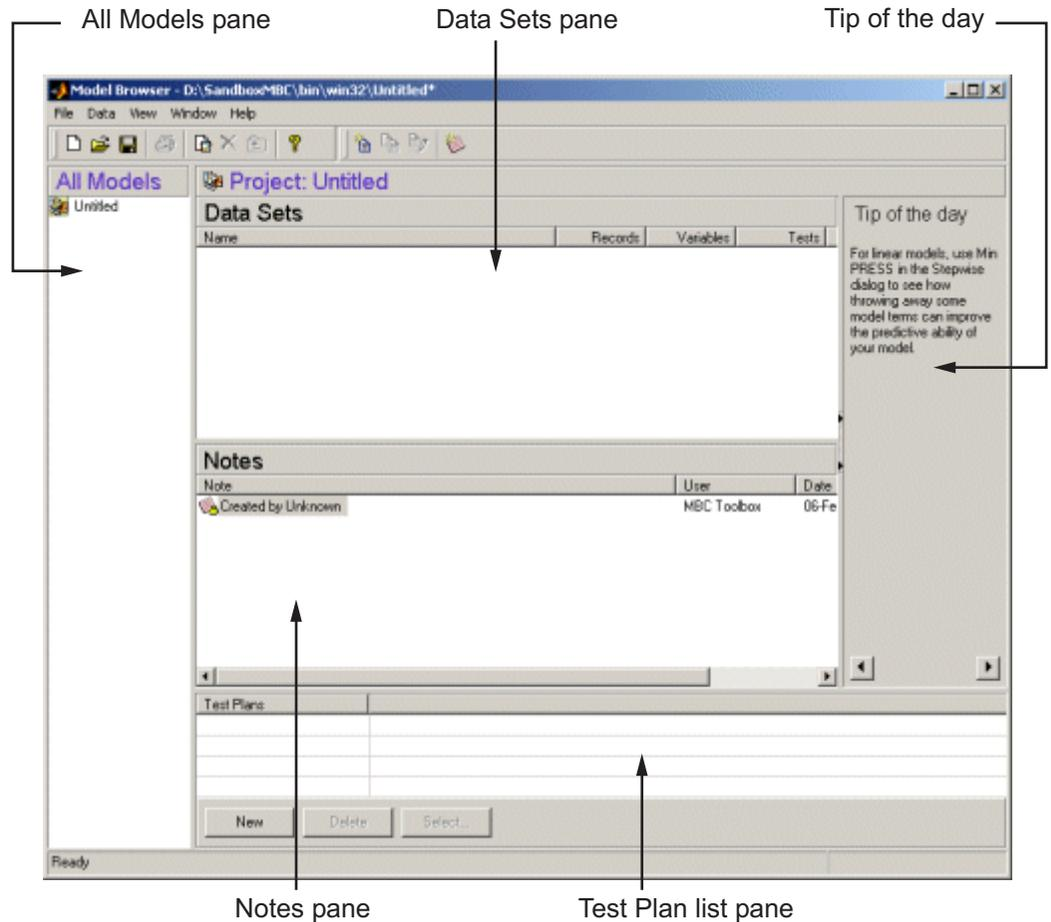 All Models pane
Data Sets pane
Tip of the day
Model Browser - D:\SandboxMBC\bin\win32\Untitled*
File Data View Window Help
All Models
Project: Untitled
Untitled
Data Sets
Name Records Variables Tests
Tip of the day
For linear models, use Min
PRESS in the Stepwise
dialog to see how
throwing away some
model terms can improve
the predictive ability of
your model.
Notes
Note User Date
Created by Unknown MBC Toolbox 06-Fe
Test Plans
New Delete Select...
Ready
Notes pane
Test Plan list pane